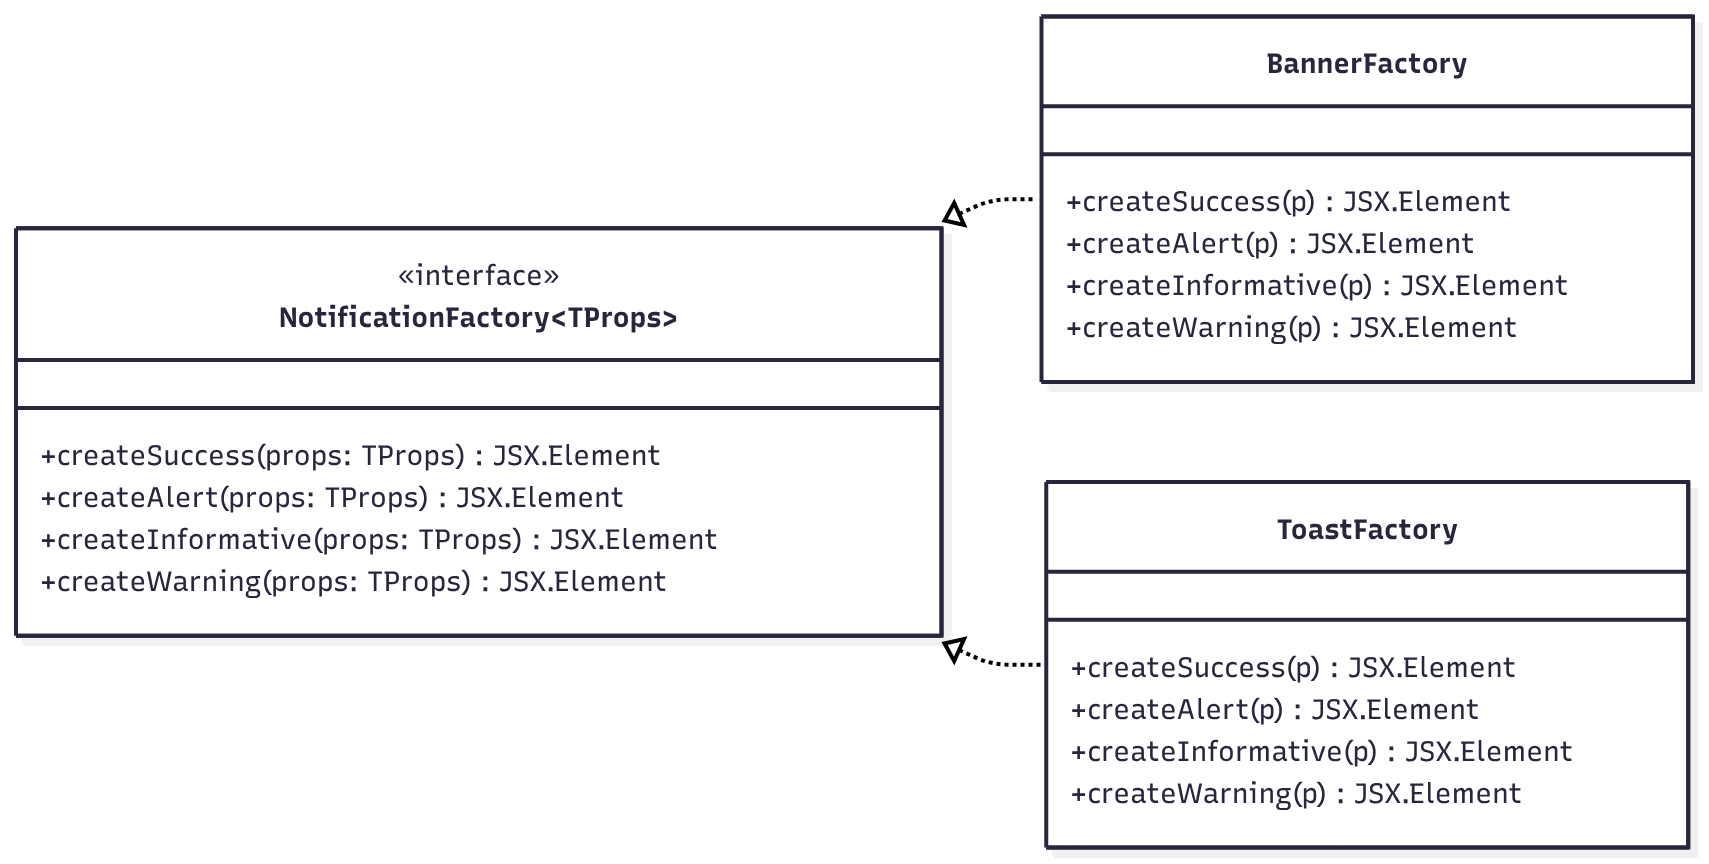 «interface»
NotificationFactory<TProps>
+createSuccess(props: TProps) : JSX.Element
+createAlert(props: TProps) : JSX.Element
+createInformative(props: TProps) : JSX.Element
+createWarning(props: TProps) : JSX.Element
BannerFactory
+createSuccess(p) : JSX.Element
+createAlert(p) : JSX.Element
+createInformative(p) : JSX.Element
+createWarning(p) : JSX.Element
ToastFactory
+createSuccess(p) : JSX.Element
+createAlert(p) : JSX.Element
+createInformative(p) : JSX.Element
+createWarning(p) : JSX.Element